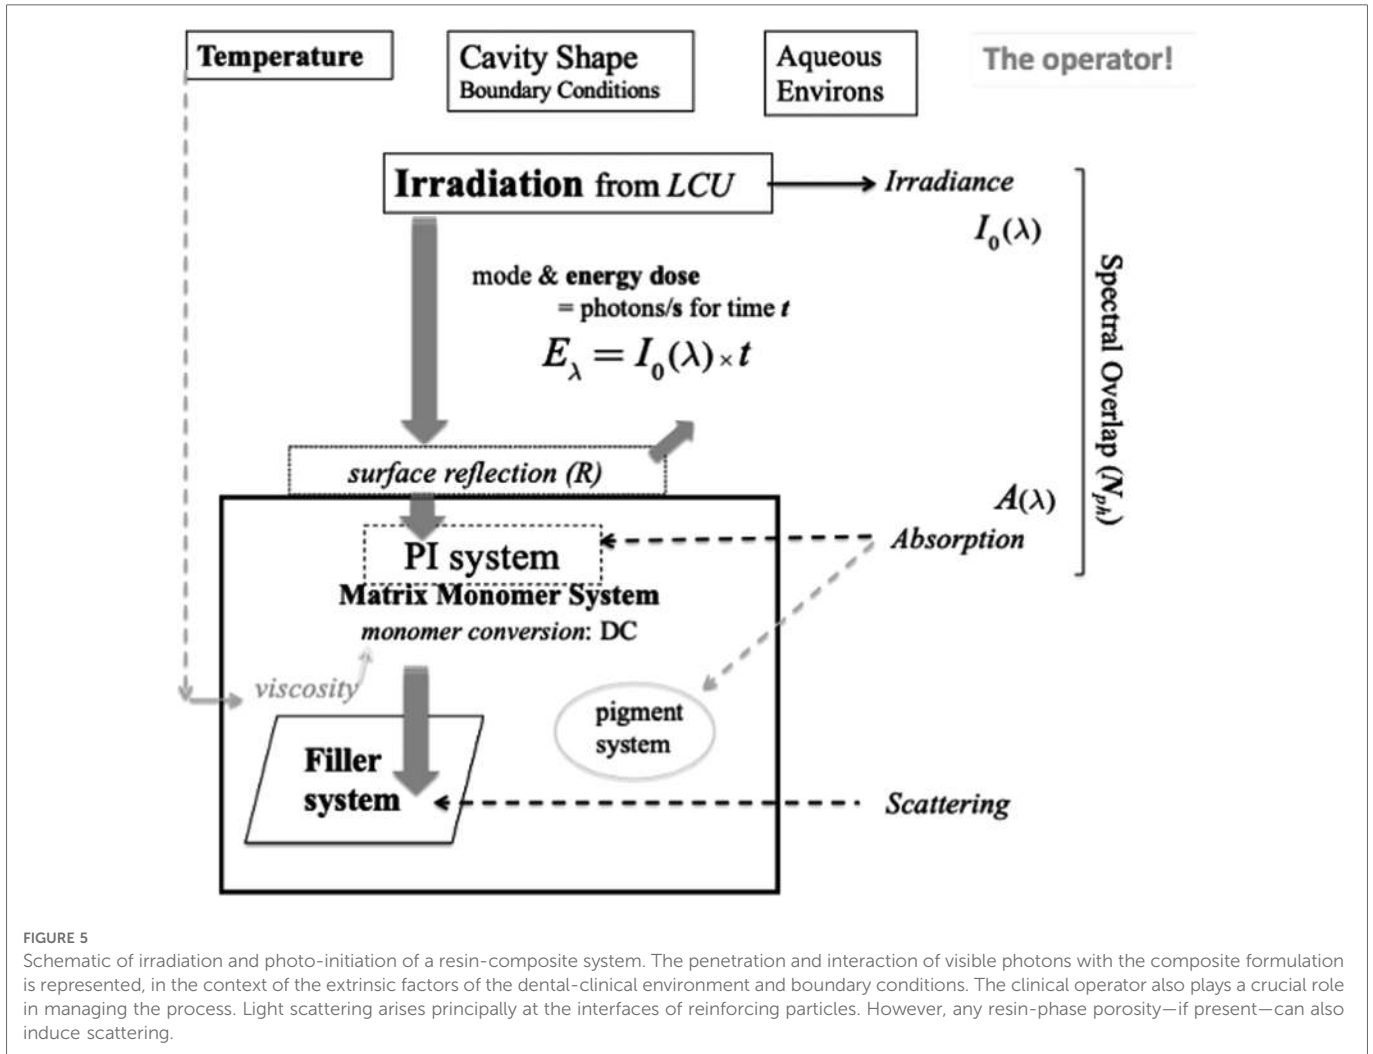 Temperature
Cavity Shape
Boundary Conditions
Aqueous
Environs
The operator!
Irradiation from LCU
Irradiance
I₀(λ)
mode & energy dose
= photons/s for time t
E_λ = I₀(λ) × t
Spectral Overlap (N_ph)
surface reflection (R)
A(λ)
PI system
Absorption
Matrix Monomer System
monomer conversion: DC
viscosity
pigment
system
Filler
system
Scattering
FIGURE 5
Schematic of irradiation and photo-initiation of a resin-composite system. The penetration and interaction of visible photons with the composite formulation
is represented, in the context of the extrinsic factors of the dental-clinical environment and boundary conditions. The clinical operator also plays a crucial role
in managing the process. Light scattering arises principally at the interfaces of reinforcing particles. However, any resin-phase porosity—if present—can also
induce scattering.